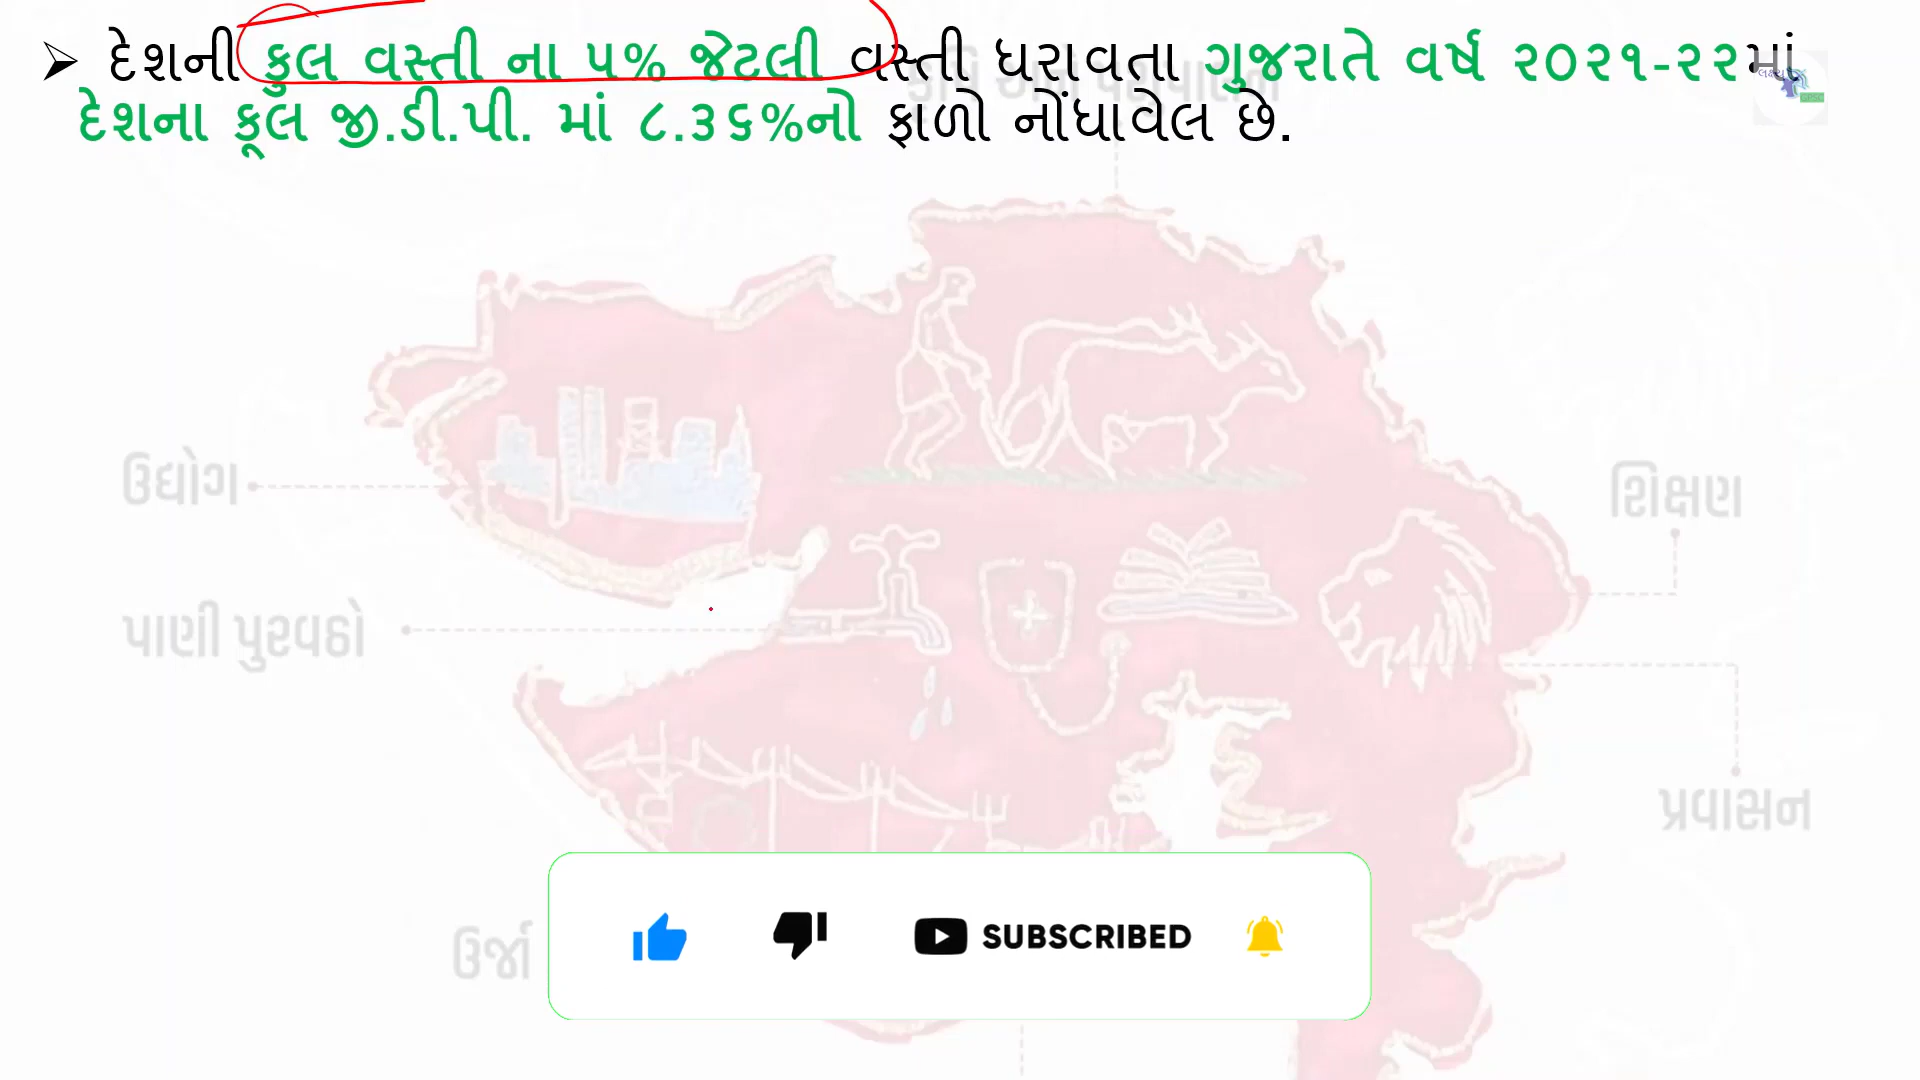 ➢ દેશની કુલ વસ્તી ના ૫% જેટલી વસ્તી ધરાવતા ગુજરાતે વર્ષ ૨૦૨૧-૨૨માં
દેશના કૂલ જી.ડી.પી. માં ૮.૩૬%નો ફાળો નોંધાવેલ છે.
ઉદ્યોગ
શિક્ષણ
પાણી પુરવઠો
પ્રવાસન
ઉર્જા
SUBSCRIBED